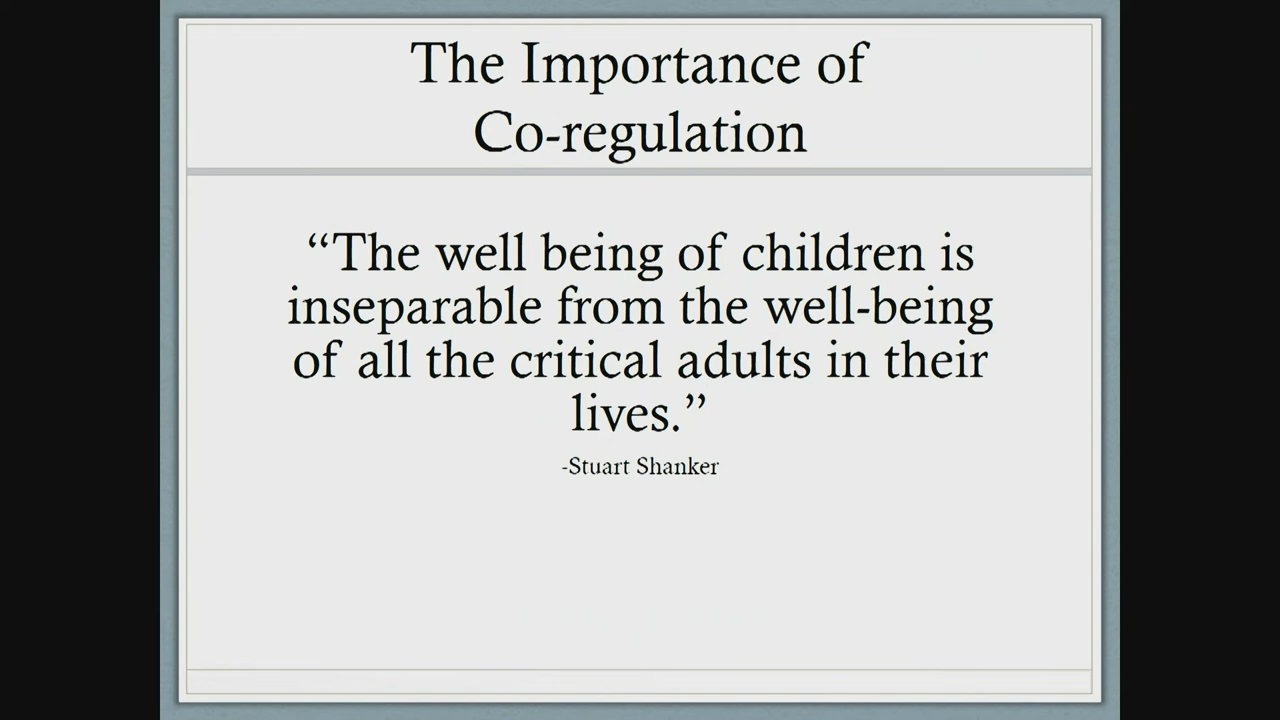 The Importance of
Co-regulation
“The well being of children is
inseparable from the well-being
of all the critical adults in their
lives.”
-Stuart Shanker